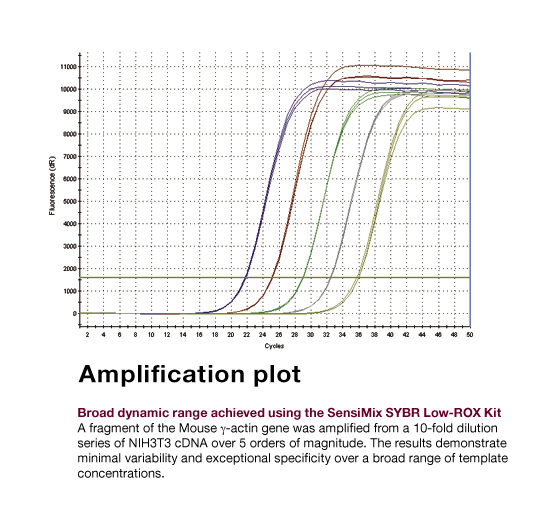 11000
10000
9000
8000
7000
6000
5000
4000
3000
2000
1000
0
Fluorescence (dR)
2 4 6 8 10 12 14 16 18 20 22 24 26 28 30 32 34 36 38 40 42 44 46 48 50
Cycles
Amplification plot
Broad dynamic range achieved using the SensiMix SYBR Low-ROX Kit
A fragment of the Mouse γ-actin gene was amplified from a 10-fold dilution
series of NIH3T3 cDNA over 5 orders of magnitude. The results demonstrate
minimal variability and exceptional specificity over a broad range of template
concentrations.